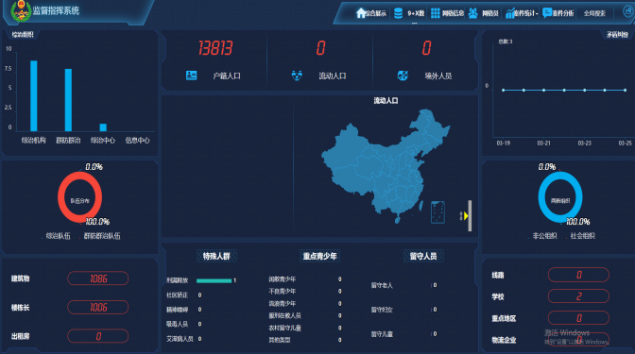 监督指挥系统
综治组织
综合展示
9+X数
网格信息
网格员
事件统计
事件分析
全局搜索
矛盾纠纷
10
7.5
5
2.5
0
综治机构
群防群治
综治中心
信息中心
13813
0
0
户籍人口
流动人口
境外人员
流动人口
总数: 1
0
03-19
03-21
03-23
03-25
0.0%
队伍分布
100.0%
综治队伍
群防群治队伍
0.0%
两新组织
100.0%
非公组织
社会组织
建筑物
1086
楼栋长
1006
出租房
0
特殊人群
刑满释放
1
社区矫正
0
精神障碍
0
吸毒人员
0
艾滋病人员
0
重点青少年
闲散青少年
0
不良青少年
0
流浪青少年
0
服刑在教人员
0
农村留守儿童
0
其他类型
0
留守人员
留守老人
0
留守妇女
0
留守儿童
0
线路
0
学校
2
重点地区
0
物流企业
激活 Windows